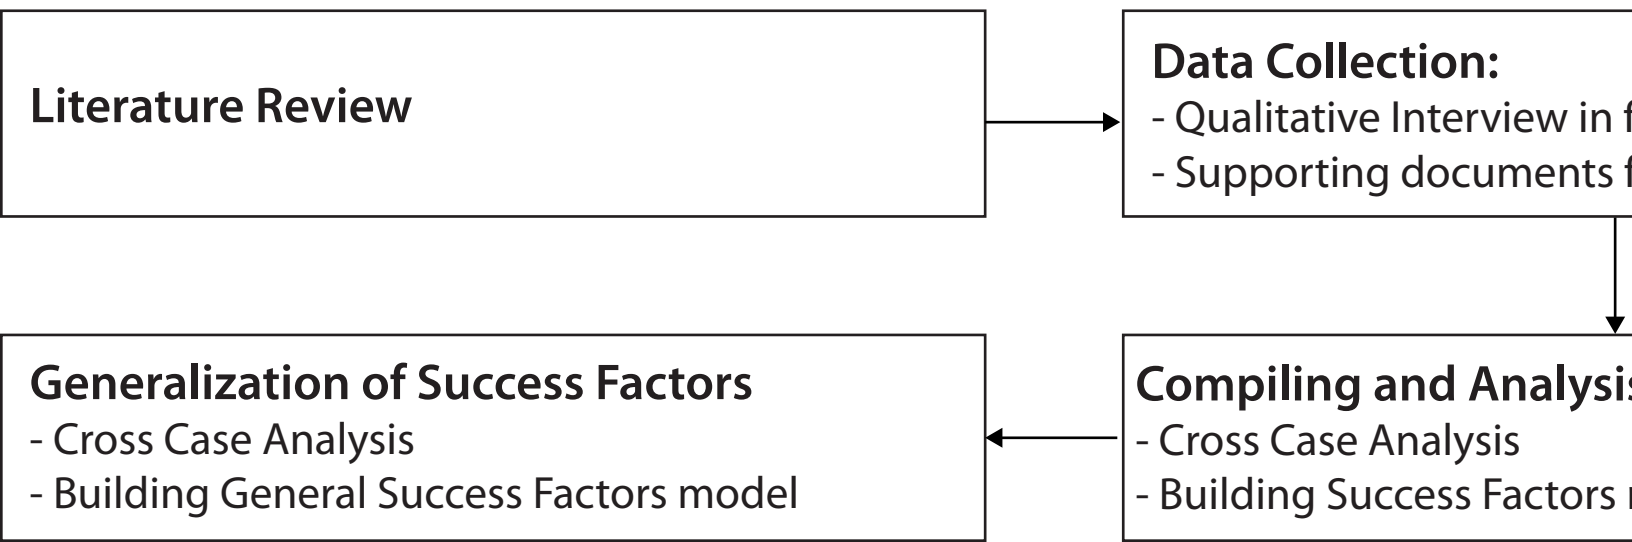 Literature Review
Data Collection:
- Qualitative Interview in
- Supporting documents
Compiling and
- Cross Case Analysis
- Building Success Factors
Generalization of Success Factors
- Cross Case Analysis
- Building General Success Factors model